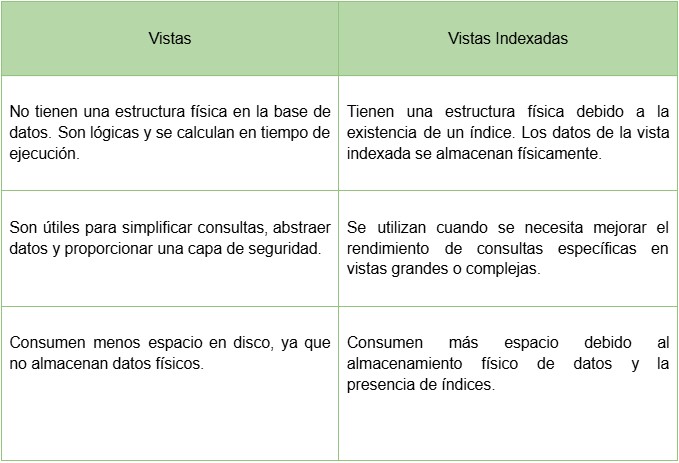 Vistas
Vistas Indexadas
No tienen una estructura física en la base de
datos. Son lógicas y se calculan en tiempo de
ejecución.
Tienen una estructura física debido a la
existencia de un índice. Los datos de la vista
indexada se almacenan físicamente.
Son útiles para simplificar consultas, abstraer
datos y proporcionar una capa de seguridad.
Se utilizan cuando se necesita mejorar el
rendimiento de consultas específicas en
vistas grandes o complejas.
Consumen menos espacio en disco, ya que
no almacenan datos físicos.
Consumen más espacio debido al
almacenamiento físico de datos y la
presencia de índices.